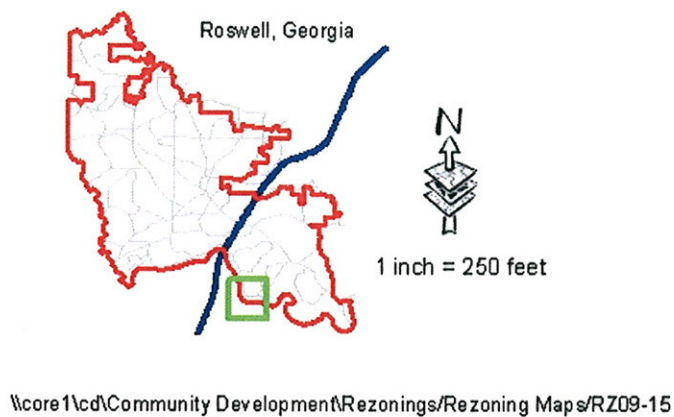 Roswell, Georgia
N
1 inch = 250 feet
\\core1\cd\Community Development\Rezonings/Rezoning Maps/RZ09-15